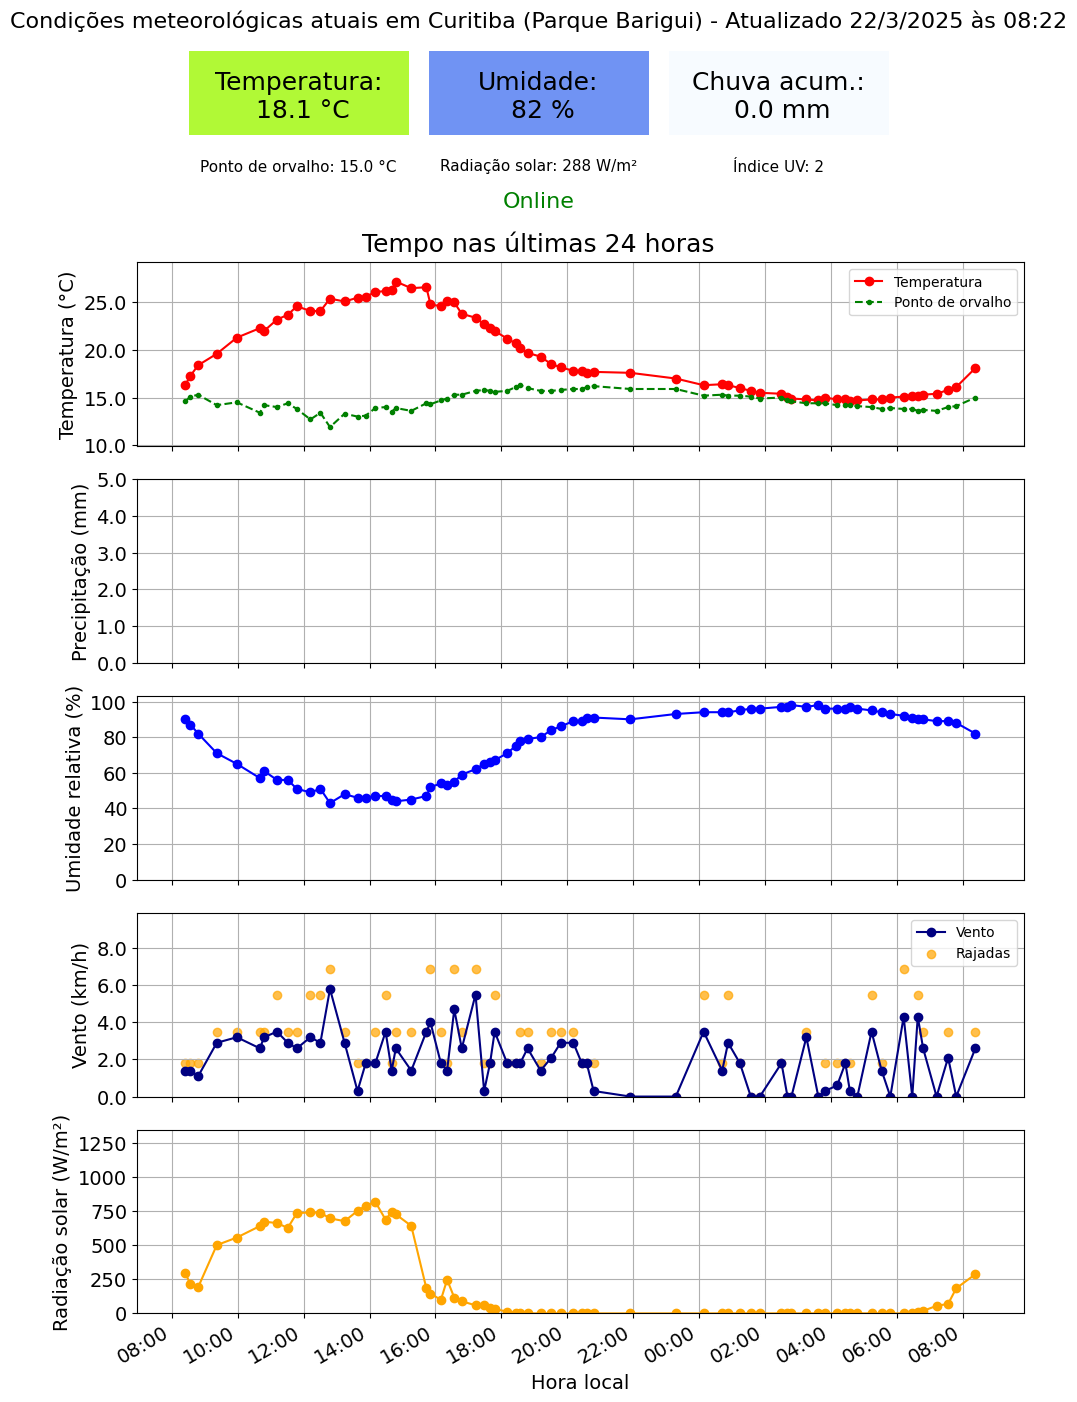 Condições meteorológicas atuais em Curitiba (Parque Barigui) - Atualizado 22/3/2025 às 08:22
Temperatura:
18.1 °C
Umidade:
82 %
Chuva acum.:
0.0 mm
Ponto de orvalho: 15.0 °C
Radiação solar: 288 W/m²
Índice UV: 2
Online
Tempo nas últimas 24 horas
Temperatura (°C)
25.0
20.0
15.0
10.0
Temperatura
Ponto de orvalho
Precipitação (mm)
5.0
4.0
3.0
2.0
1.0
0.0
Umidade relativa (%)
100
80
60
40
20
0
Vento (km/h)
8.0
6.0
4.0
2.0
0.0
Vento
Rajadas
Radiação solar (W/m²)
1250
1000
750
500
250
0
08:00
10:00
12:00
14:00
16:00
18:00
20:00
22:00
00:00
02:00
04:00
06:00
08:00
Hora local